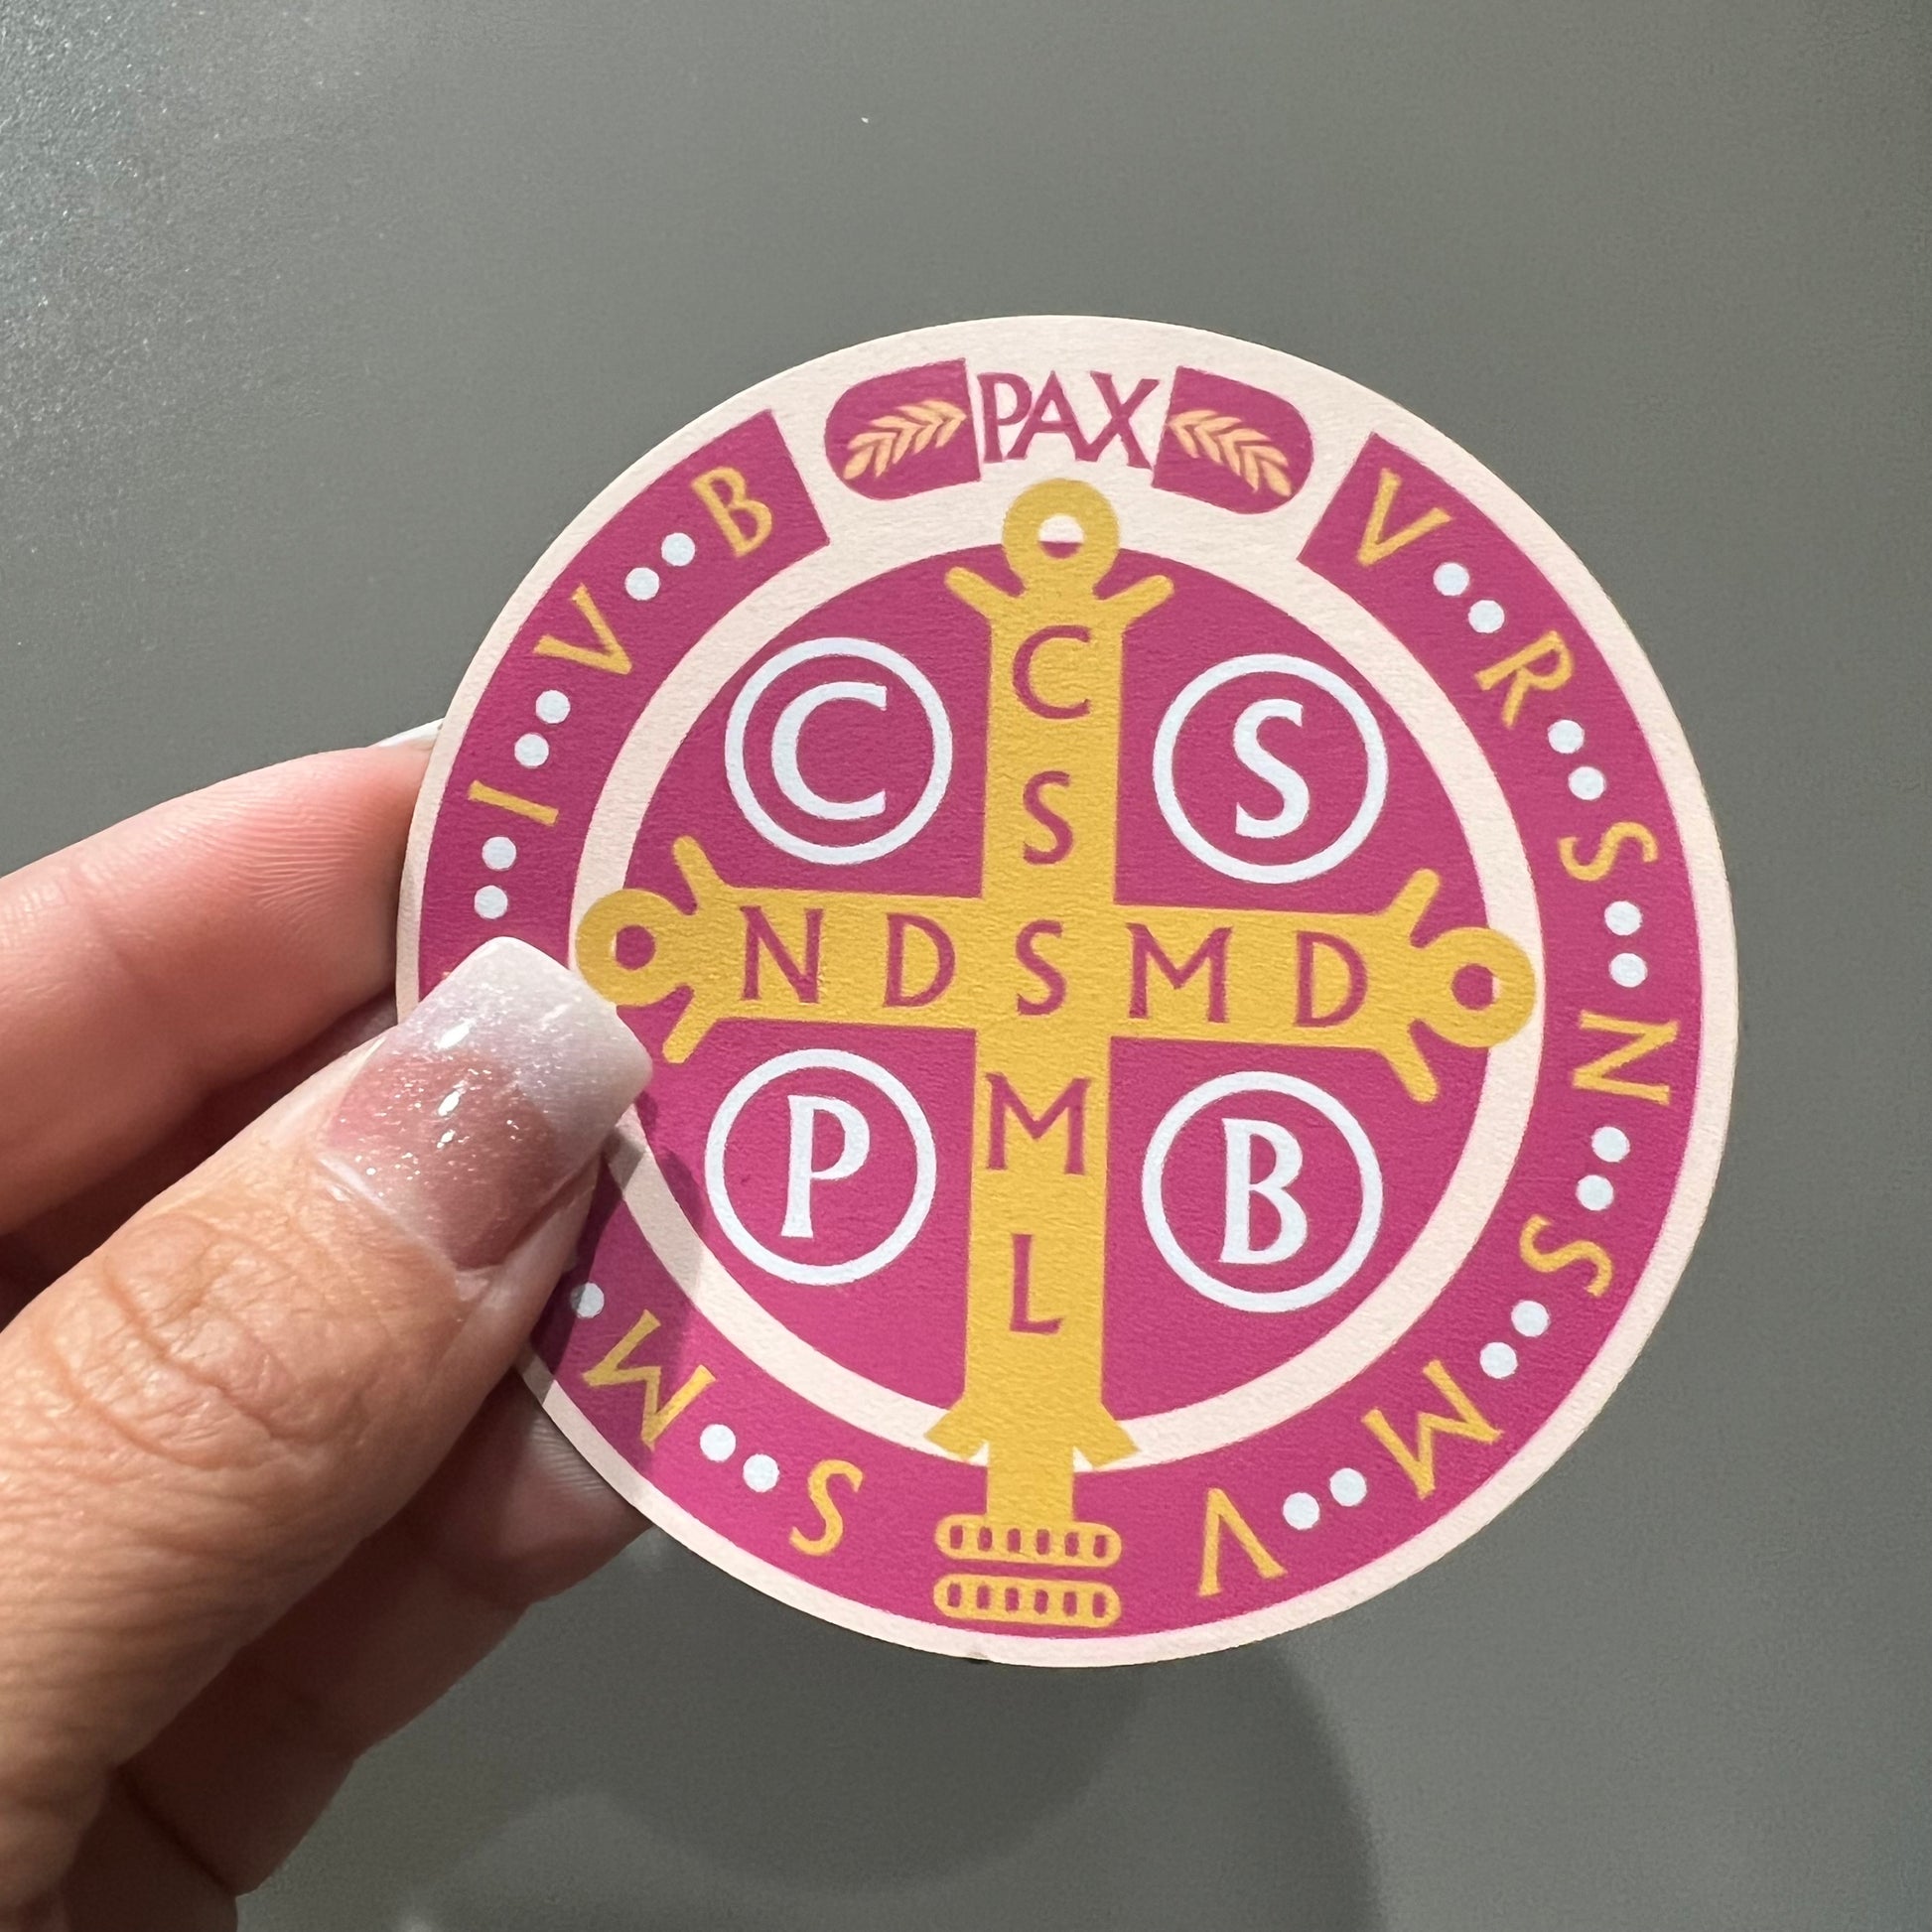 PAX
V R S N S M V
S M
I V B
C S
C
S
N D S M D
M
L
P B